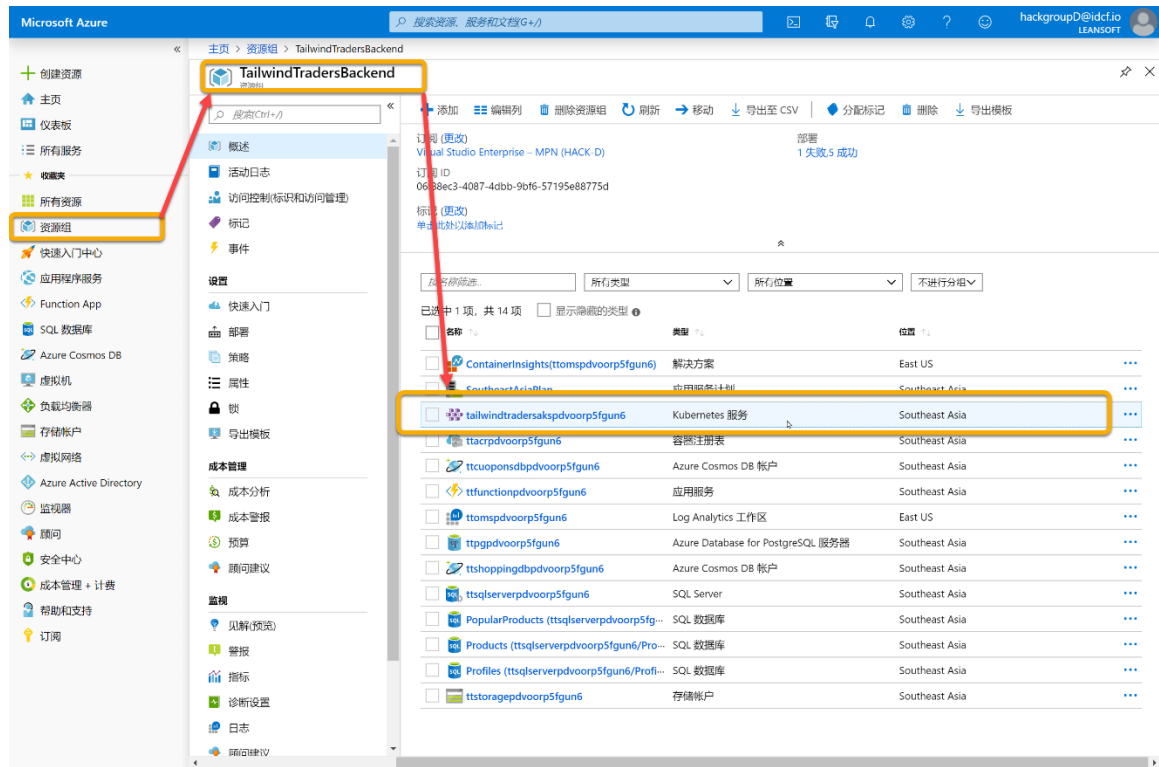 Microsoft Azure
搜索资源、服务和文档(G+/)
hackgroupD@idcf.io
LEANSOFT
主页 > 资源组 > TailwindTradersBackend
创建资源
主页
仪表板
所有服务
收藏夹
所有资源
资源组
快速入门中心
应用程序服务
Function App
SQL 数据库
Azure Cosmos DB
虚拟机
负载均衡器
存储帐户
虚拟网络
Azure Active Directory
监视器
顾问
安全中心
成本管理 + 计费
帮助和支持
订阅
TailwindTradersBackend
资源组
搜索(Ctrl+/)
概述
活动日志
访问控制(标识和访问管理)
标记
事件
设置
快速入门
部署
策略
属性
锁
导出模板
成本管理
成本分析
成本警报
预算
顾问建议
监视
见解(预览)
警报
指标
诊断设置
日志
顾问建议
添加 编辑列 删除资源组 刷新 移动 导出至 CSV 分配标记 删除 导出模板
订阅 (更改)
Visual Studio Enterprise – MPN (HACK-D)
部署
1 失败,5 成功
订阅 ID
标记 (更改)
单击此处以添加标记
按名称筛选... 所有类型 所有位置 不进行分组
已选中 1 项, 共 14 项 显示隐藏的类型
名称 类型 位置
ContainerInsights(ttomspdvoorp5fgun6) 解决方案 East US
SoutheastAsiaPlan 应用服务计划 Southeast Asia
tailwindtradersakspdvoorp5fgun6 Kubernetes 服务 Southeast Asia
ttacrpdvoorp5fgun6 容器注册表 Southeast Asia
ttcuoponsdbpdvoorp5fgun6 Azure Cosmos DB 帐户 Southeast Asia
ttfunctionpdvoorp5fgun6 应用服务 Southeast Asia
ttomspdvoorp5fgun6 Log Analytics 工作区 East US
ttpgpdvoorp5fgun6 Azure Database for PostgreSQL 服务器 Southeast Asia
ttshoppingdbpdvoorp5fgun6 Azure Cosmos DB 帐户 Southeast Asia
ttsqlserverpdvoorp5fgun6 SQL Server Southeast Asia
PopularProducts (ttsqlserverpdvoorp5fg··· SQL 数据库 Southeast Asia
Products (ttsqlserverpdvoorp5fgun6/Pro··· SQL 数据库 Southeast Asia
Profiles (ttsqlserverpdvoorp5fgun6/Profi··· SQL 数据库 Southeast Asia
ttstoragepdvoorp5fgun6 存储帐户 Southeast Asia